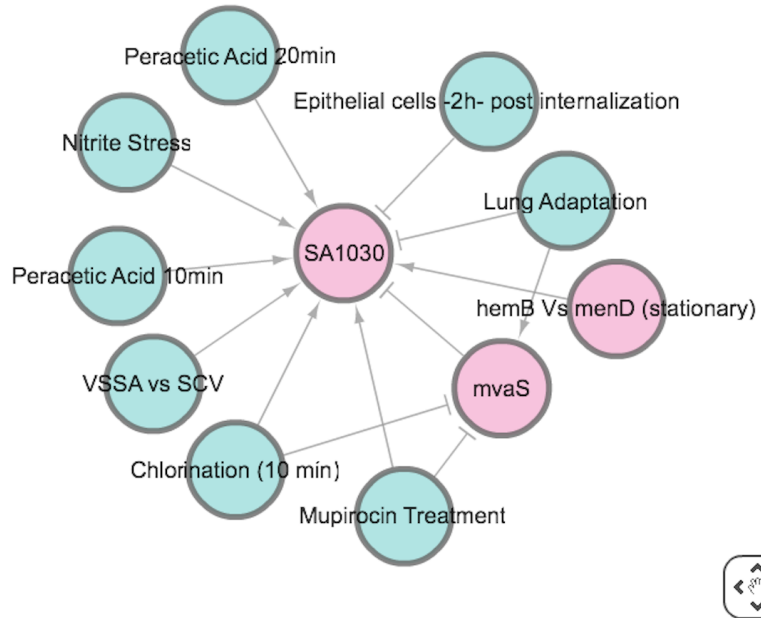 Peracetic Acid 20min
Epithelial cells -2h- post internalization
Nitrite Stress
Lung Adaptation
SA1030
Peracetic Acid 10min
hemB Vs menD (stationary)
VSSA vs SCV
mvaS
Chlorination (10 min)
Mupirocin Treatment